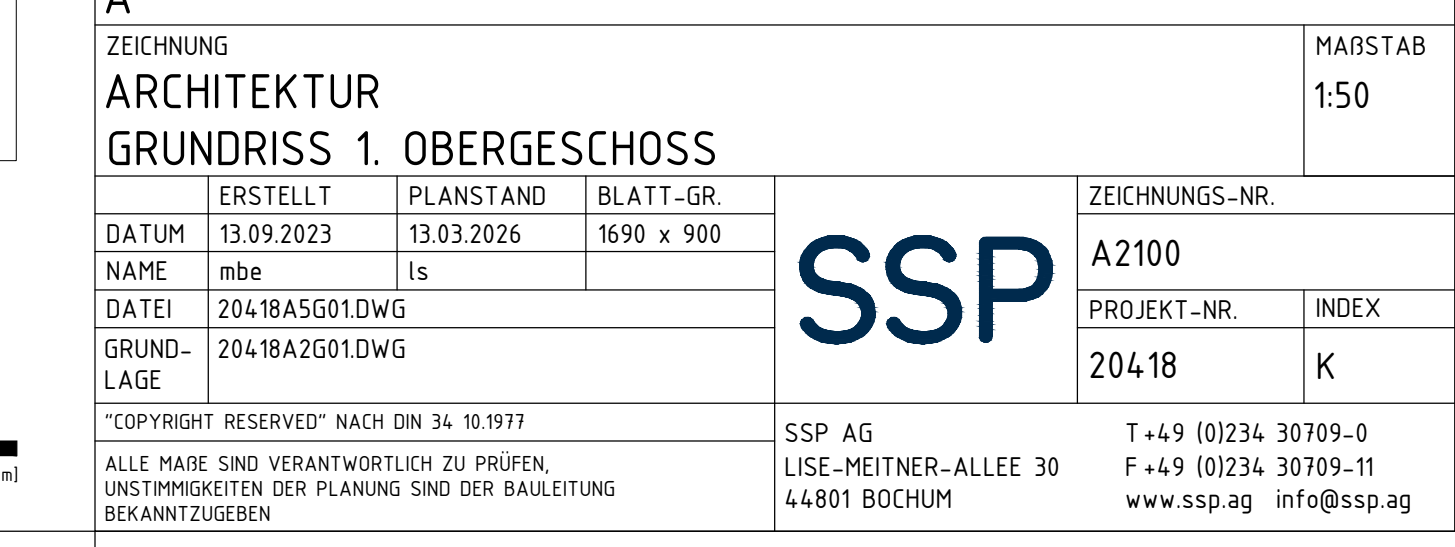 A
ZEICHNUNG
MAßSTAB
ARCHITEKTUR
1:50
GRUNDRISS 1. OBERGESCHOSS
ERSTELLT PLANSTAND BLATT-GR.
ZEICHNUNGS-NR.
DATUM 13.09.2023 13.03.2026 1690 x 900
A2100
NAME mbe ls
SSP
DATEI 20418A5G01.DWG
PROJEKT-NR. INDEX
GRUND-
LAGE
20418A2G01.DWG
20418 K
"COPYRIGHT RESERVED" NACH DIN 34 10.1977
ALLE MAßE SIND VERANTWORTLICH ZU PRÜFEN,
UNSTIMMIGKEITEN DER PLANUNG SIND DER BAULEITUNG
BEKANNTZUGEBEN
SSP AG T+49 (0)234 30709-0
LISE-MEITNER-ALLEE 30 F+49 (0)234 30709-11
44801 BOCHUM www.ssp.ag info@ssp.ag
m]